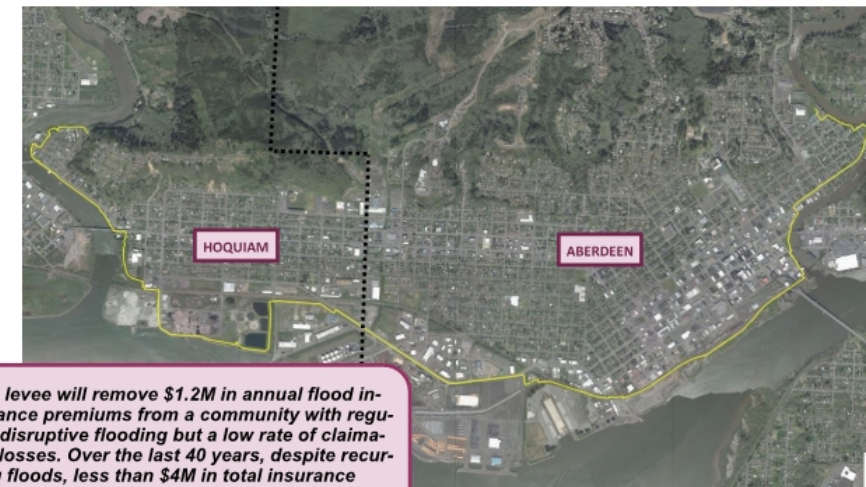 HOQUIAM
ABERDEEN
levee will remove $1.2M in annual flood in-
ance premiums from a community with regu-
disruptive flooding but a low rate of claima-
losses. Over the last 40 years, despite recur-
floods, less than $4M in total insurance